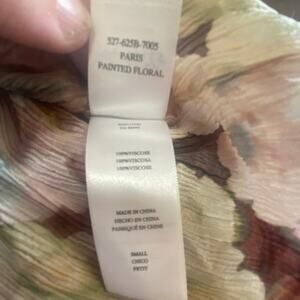 527-625B-7005
PARIS
PAINTED FLORAL
100%VISCOSE
100%VISCOSA
100%VISCOSE
MADE IN CHINA
HECHO EN CHINA
FABRIQUÉ EN CHINE
SMALL
CHICO
PETIT